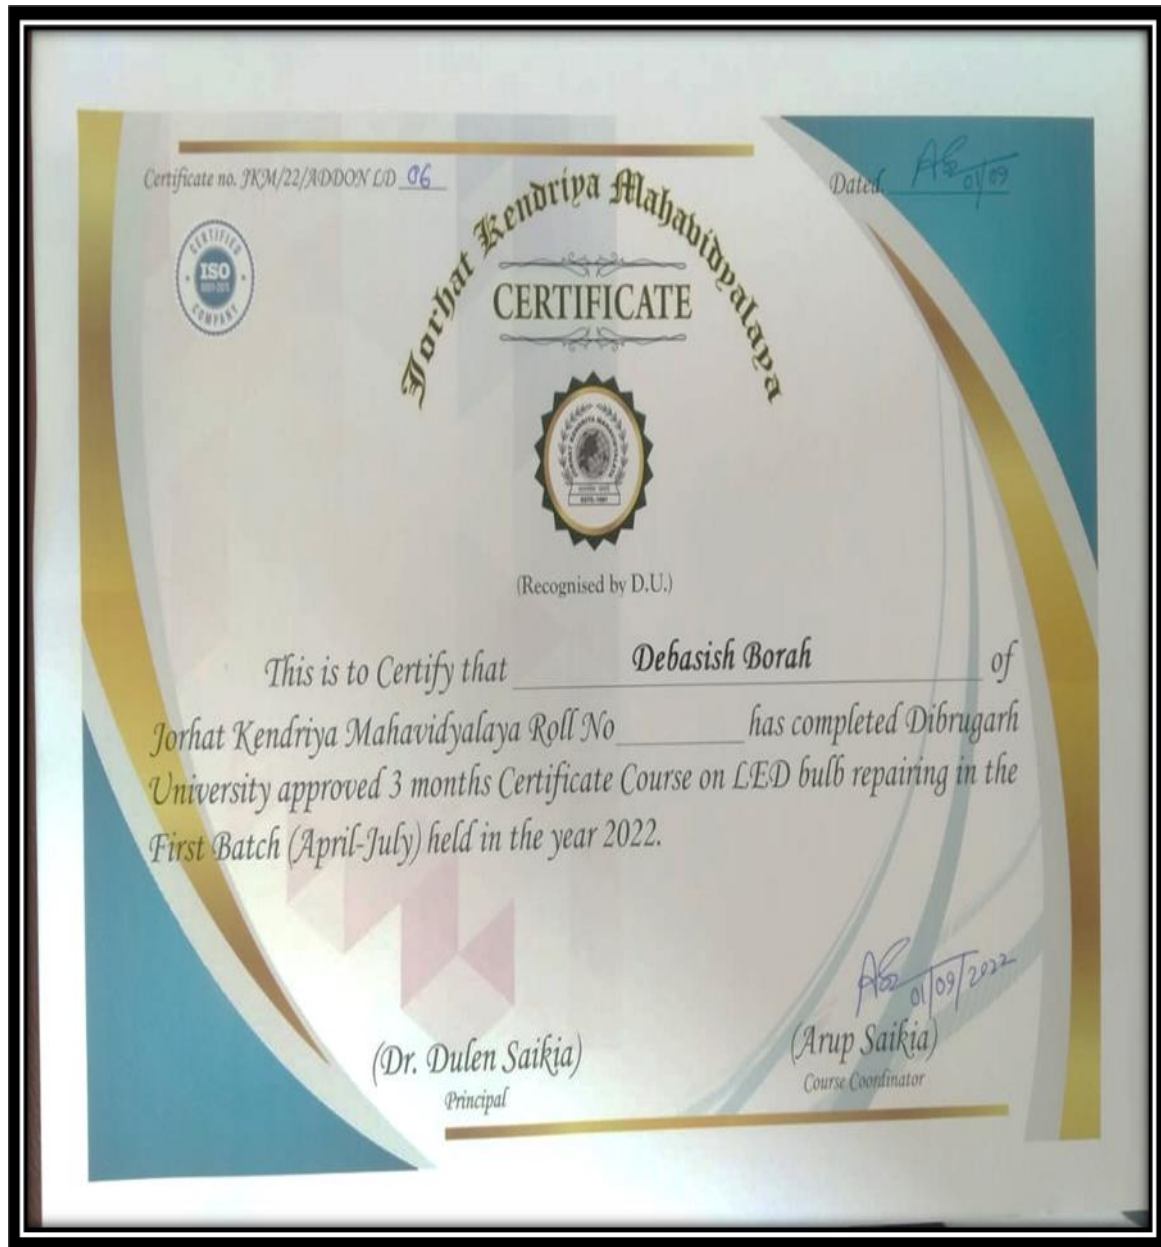 Certificate no. JKM/22/ADDON LD 06
Dated. 01/09
CERTIFIED
ISO
COMPANY
Jorhat Kendriya Mahavidyalaya
CERTIFICATE
(Recognised by D.U.)
This is to Certify that Debasish Borah of
Jorhat Kendriya Mahavidyalaya Roll No has completed Dibrugarh
University approved 3 months Certificate Course on LED bulb repairing in the
First Batch (April-July) held in the year 2022.
01/09/2022
(Dr. Dulen Saikia)
Principal
(Arup Saikia)
Course Coordinator